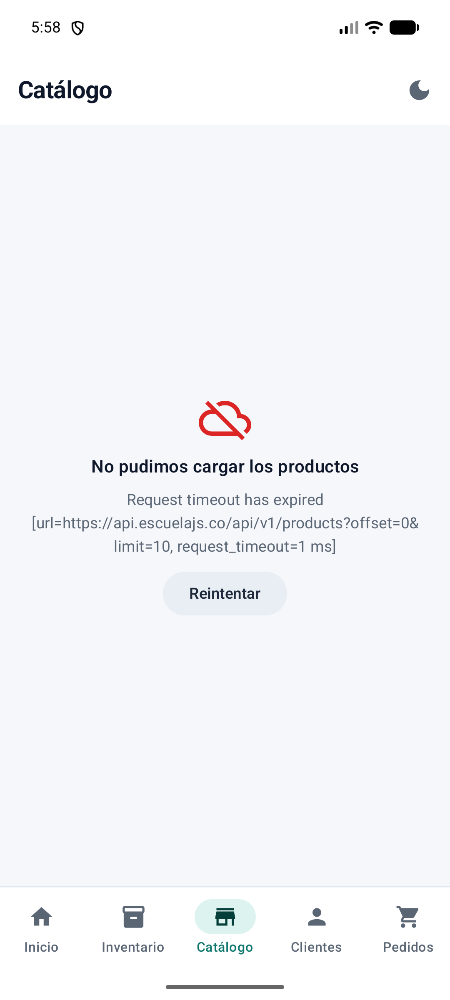 5:58
Catálogo
No pudimos cargar los productos
Request timeout has expired
[url=https://api.escuelajs.co/api/v1/products?offset=0&
limit=10, request_timeout=1 ms]
Reintentar
Inicio
Inventario
Catálogo
Clientes
Pedidos